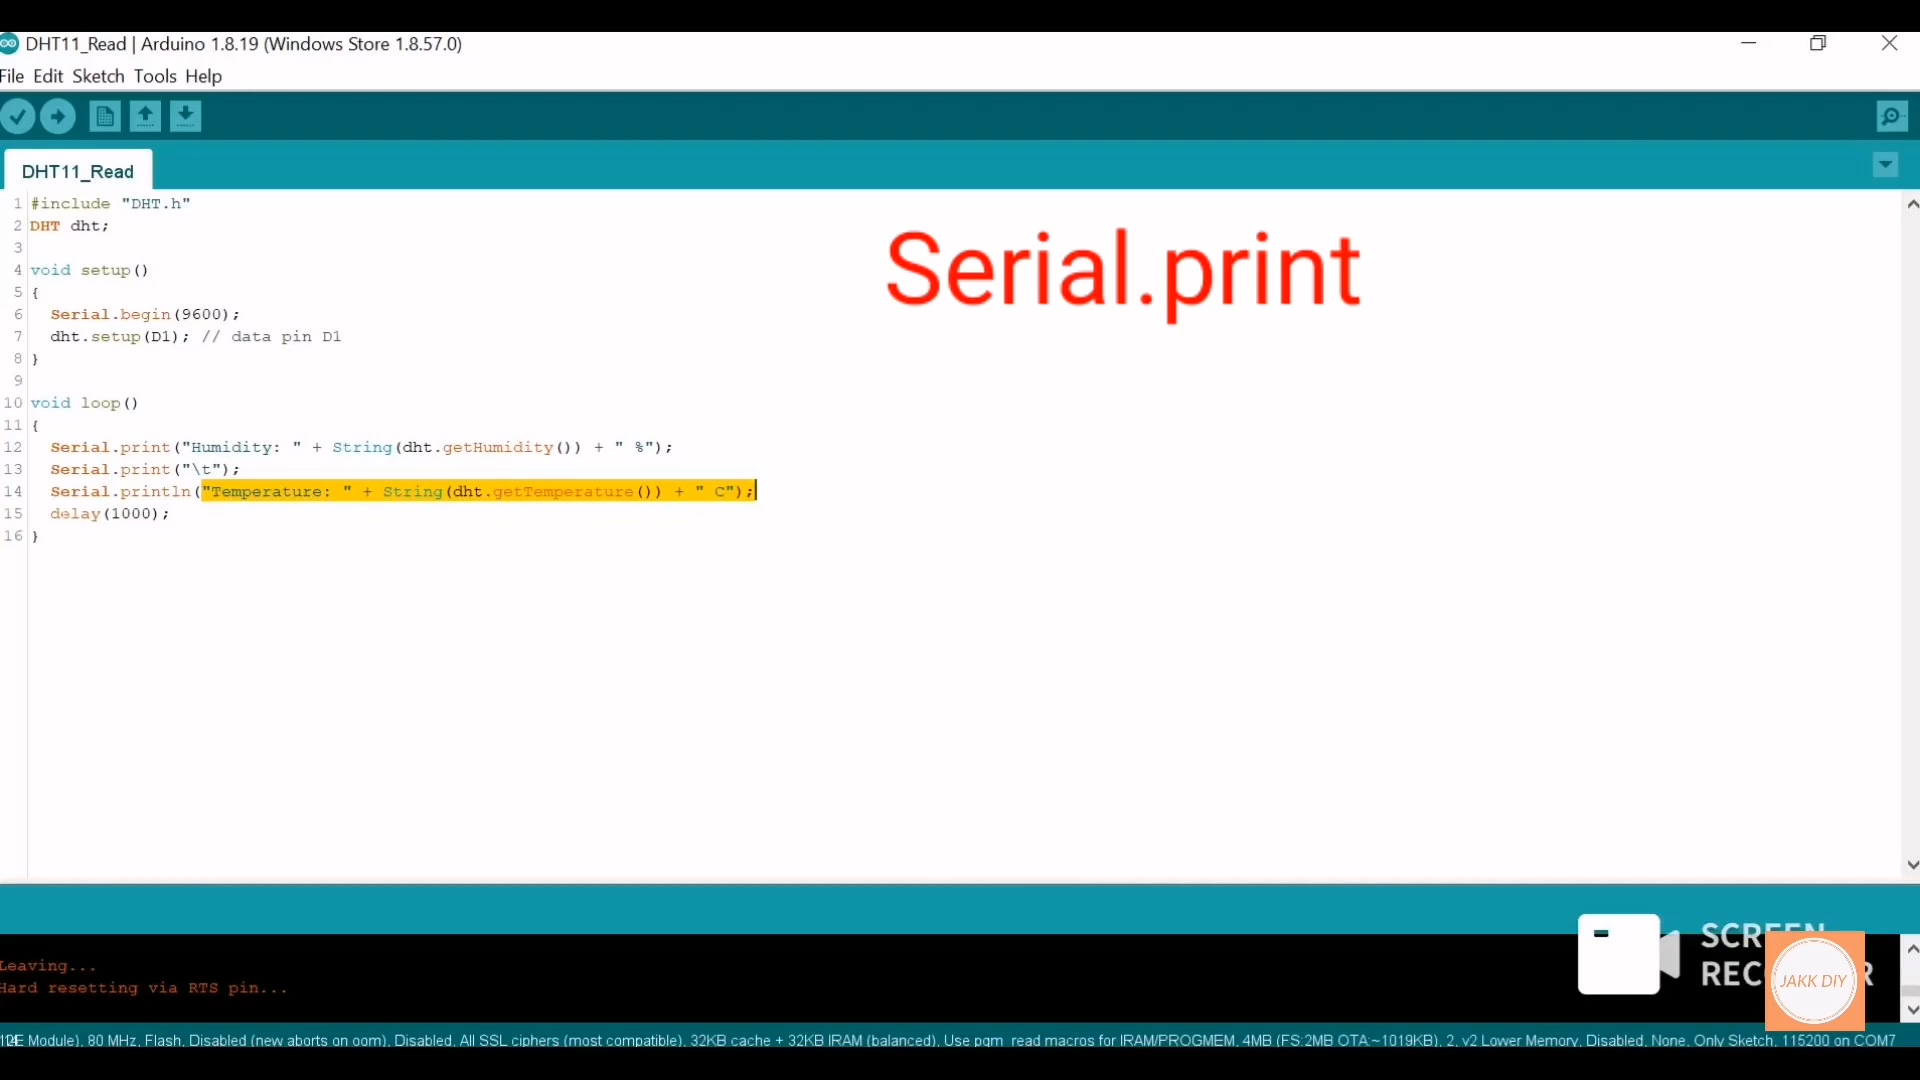 DHT11_Read | Arduino 1.8.19 (Windows Store 1.8.57.0)
File Edit Sketch Tools Help
DHT11_Read
Serial.print
1 #include "DHT.h"
2 DHT dht;
3
4 void setup()
5 {
6 Serial.begin(9600);
7 dht.setup(D1); // data pin D1
8 }
9
10 void loop()
11 {
12 Serial.print("Humidity: " + String(dht.getHumidity()) + " %");
13 Serial.print("\t");
14 Serial.println("Temperature: " + String(dht.getTemperature()) + " C");
15 delay(1000);
16 }
Leaving...
Hard resetting via RTS pin...
SCREEN
JAKK DIY
Module), 80 MHz, Flash, Disabled (new aborts on oom), Disabled, All SSL ciphers (most compatible), 32KB cache + 32KB IRAM (balanced), Use pgm_read macros for IRAM/PROGMEM, 4MB (FS:2MB OTA:~1019KB), 2, v2 Lower Memory, Disabled, None, Only Sketch, 115200 on COM7